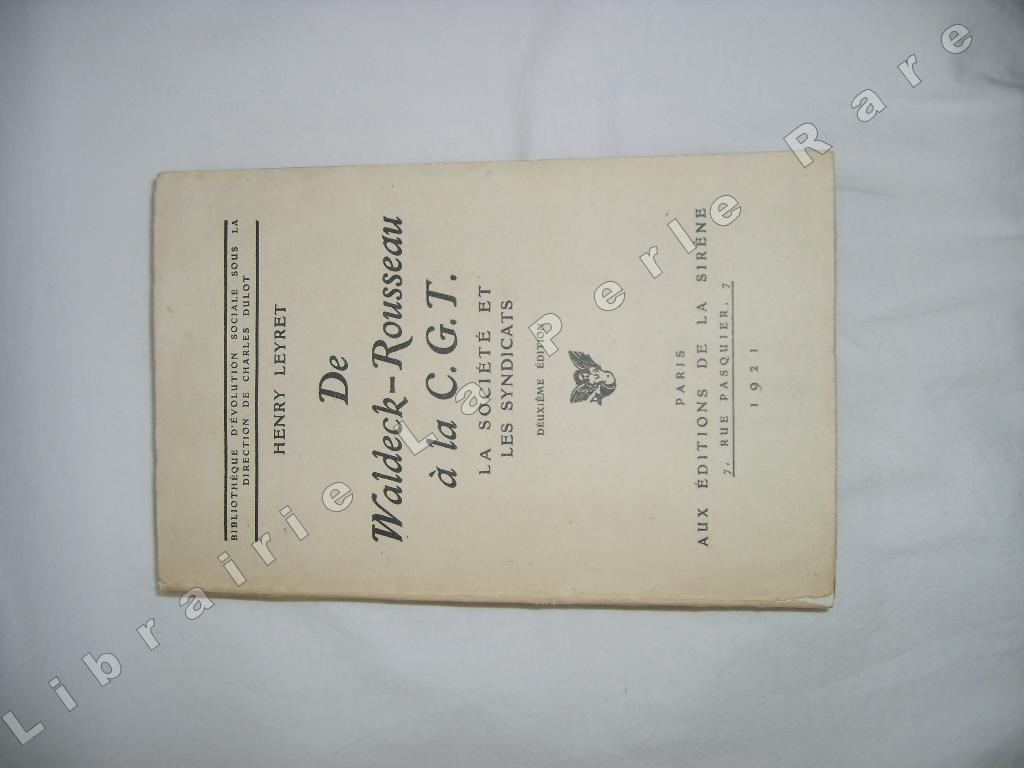 BIBLIOTHÈQUE D'ÉVOLUTION SOCIALE SOUS LA
DIRECTION DE CHARLES DULOT
HENRY LEYRET
De
Waldeck-Rousseau
à la C.G.T.
LA SOCIÉTÉ ET
LES SYNDICATS
DEUXIÈME ÉDITION
PARIS
AUX ÉDITIONS DE LA SIRÈNE
7, RUE PASQUIER, 7
1921
Librairie La Perle Rare